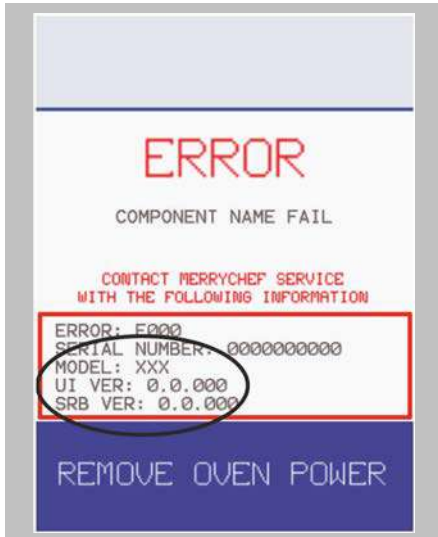 ERROR
COMPONENT NAME FAIL
CONTACT MERRYCHEF SERVICE
WITH THE FOLLOWING INFORMATION
ERROR: E000
SERIAL NUMBER: 0000000000
MODEL: XXX
UI VER: 0.0.000
SRB VER: 0.0.000
REMOVE OVEN POWER